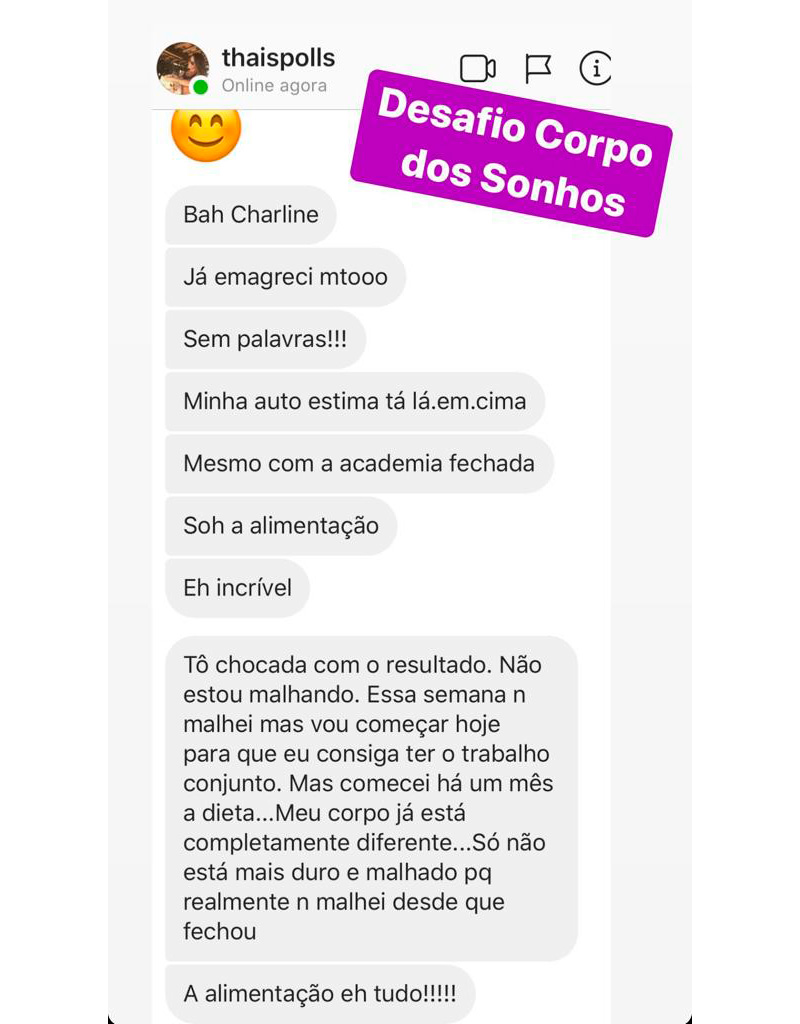 thaispolls
Online agora
Desafio Corpo
dos Sonhos
Bah Charline
Já emagreci mtooo
Sem palavras!!!
Minha auto estima tá lá.em.cima
Mesmo com a academia fechada
Soh a alimentação
Eh incrível
Tô chocada com o resultado. Não
estou malhando. Essa semana n
malhei mas vou começar hoje
para que eu consiga ter o trabalho
conjunto. Mas comecei há um mês
a dieta...Meu corpo já está
completamente diferente...Só não
está mais duro e malhado pq
realmente n malhei desde que
fechou
A alimentação eh tudo!!!!!